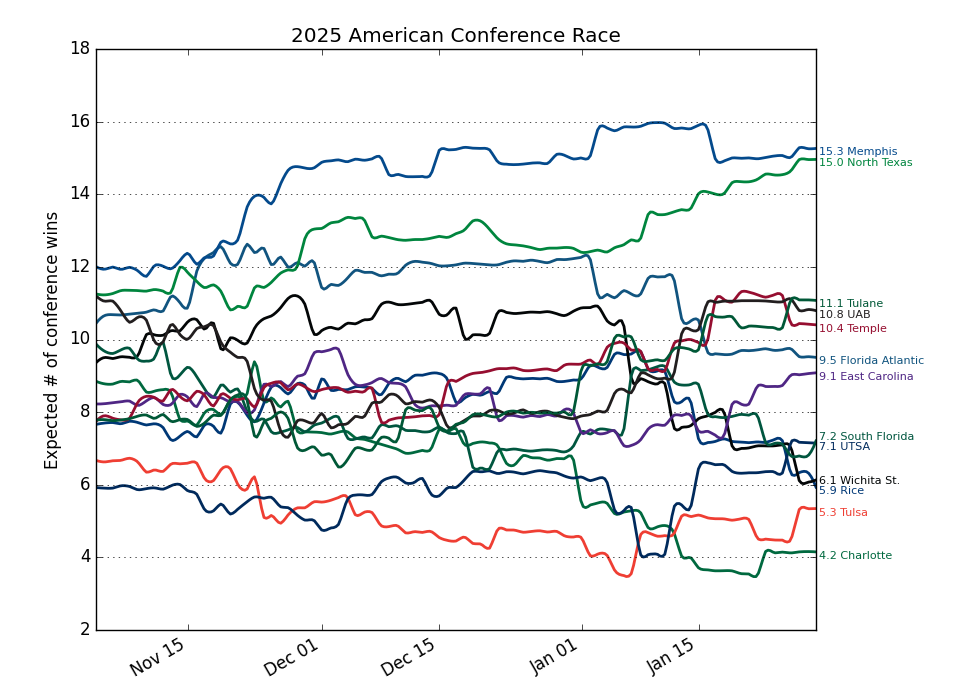 2025 American Conference Race
Expected # of conference wins
18
16
14
12
10
8
6
4
2
Nov 15
Dec 01
Dec 15
Jan 01
Jan 15
15.3 Memphis
15.0 North Texas
11.1 Tulane
10.8 UAB
10.4 Temple
9.5 Florida Atlantic
9.1 East Carolina
7.2 South Florida
7.1 UTSA
6.1 Wichita St.
5.9 Rice
5.3 Tulsa
4.2 Charlotte